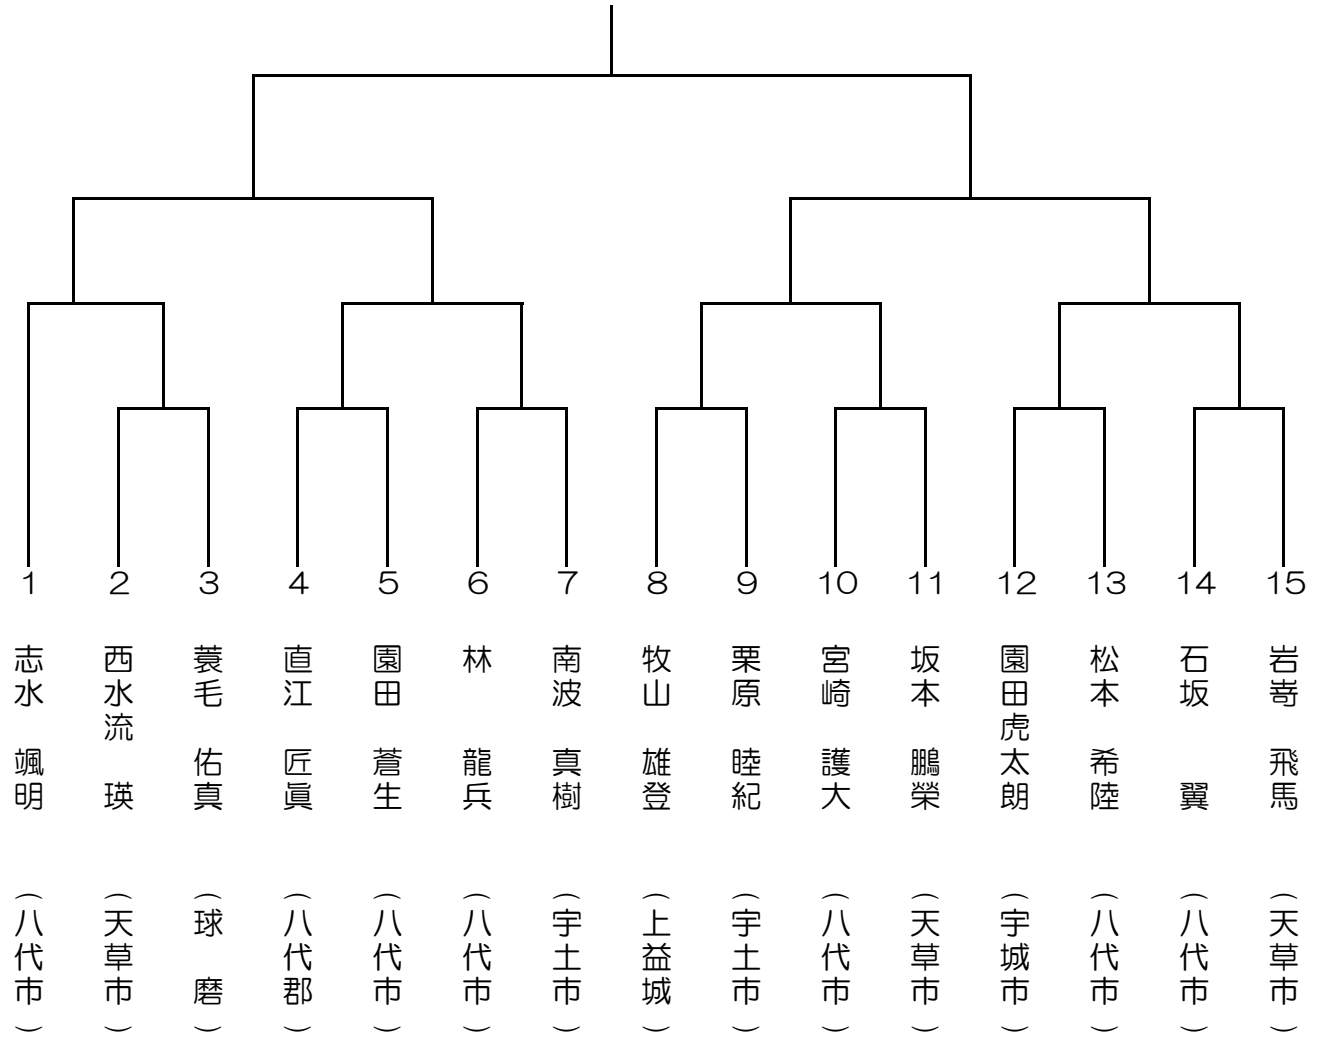 1 志水 颯明 （八代市）
2 西水流 瑛 （天草市）
3 蓑毛 佑真 （球 磨）
4 直江 匠眞 （八代郡）
5 園田 蒼生 （八代市）
6 林 龍兵 （八代市）
7 南波 真樹 （宇土市）
8 牧山 雄登 （上益城）
9 栗原 睦紀 （宇土市）
10 宮崎 護大 （八代市）
11 坂本 鵬榮 （天草市）
12 園田虎太朗 （宇城市）
13 松本 希陸 （八代市）
14 石坂 翼 （八代市）
15 岩嵜 飛馬 （天草市）